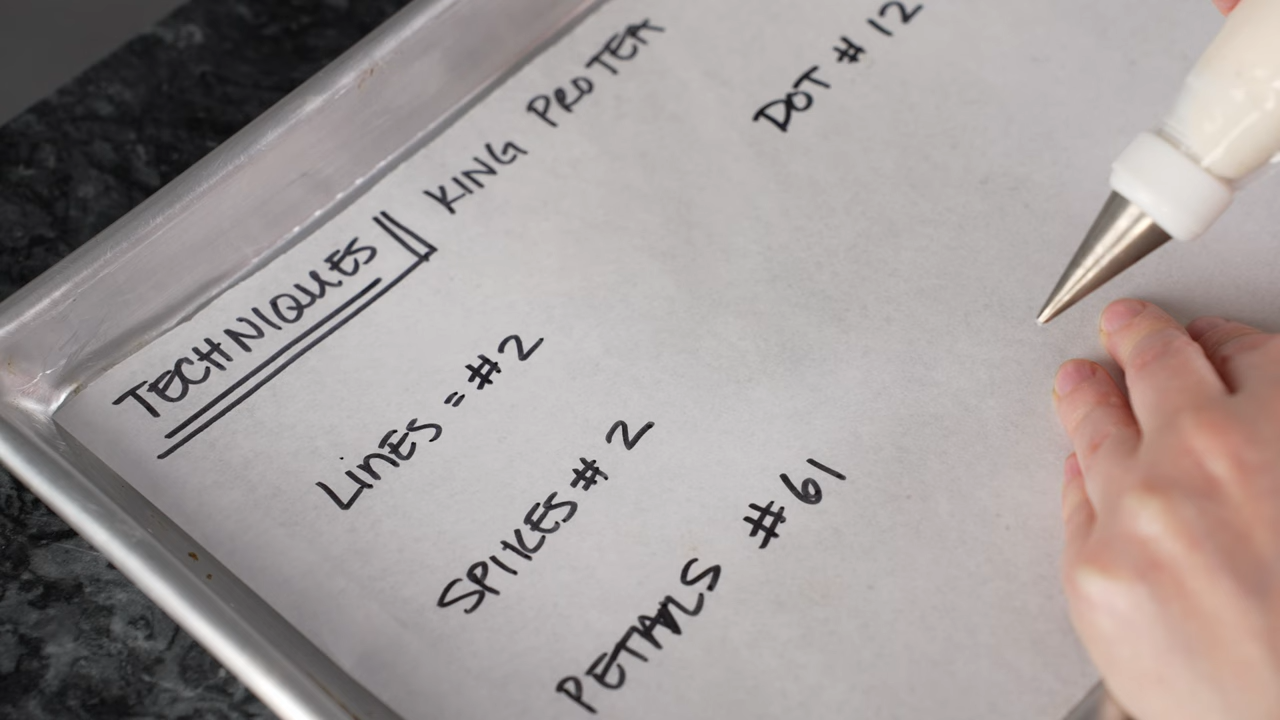 TECHNIQUES || KING PROTEA
DOT # 12
LINES = #2
SPIKES # 2
PETALS # 61